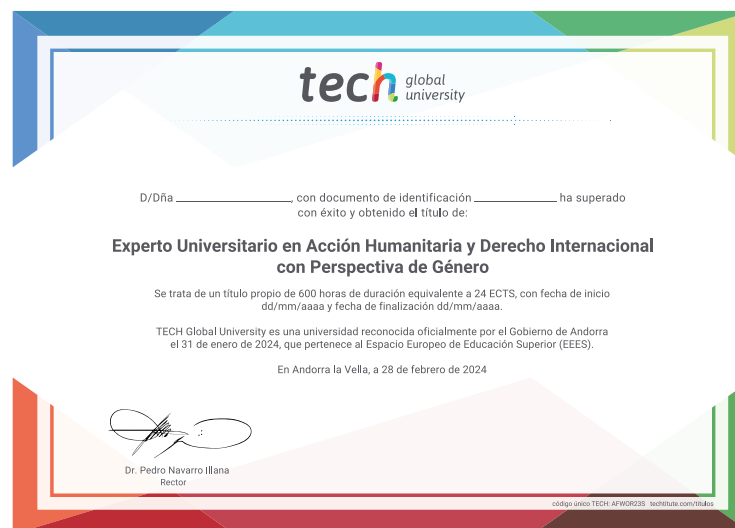 tech global university
D/Dña ______________, con documento de identificación __________ ha superado
con éxito y obtenido el título de:
Experto Universitario en Acción Humanitaria y Derecho Internacional
con Perspectiva de Género
Se trata de un título propio de 600 horas de duración equivalente a 24 ECTS, con fecha de inicio
dd/mm/aaaa y fecha de finalización dd/mm/aaaa.
TECH Global University es una universidad reconocida oficialmente por el Gobierno de Andorra
el 31 de enero de 2024, que pertenece al Espacio Europeo de Educación Superior (EEES).
En Andorra la Vella, a 28 de febrero de 2024
Dr. Pedro Navarro Illana
Rector
código único TECH: AFWOR23S techtitute.com/titulos